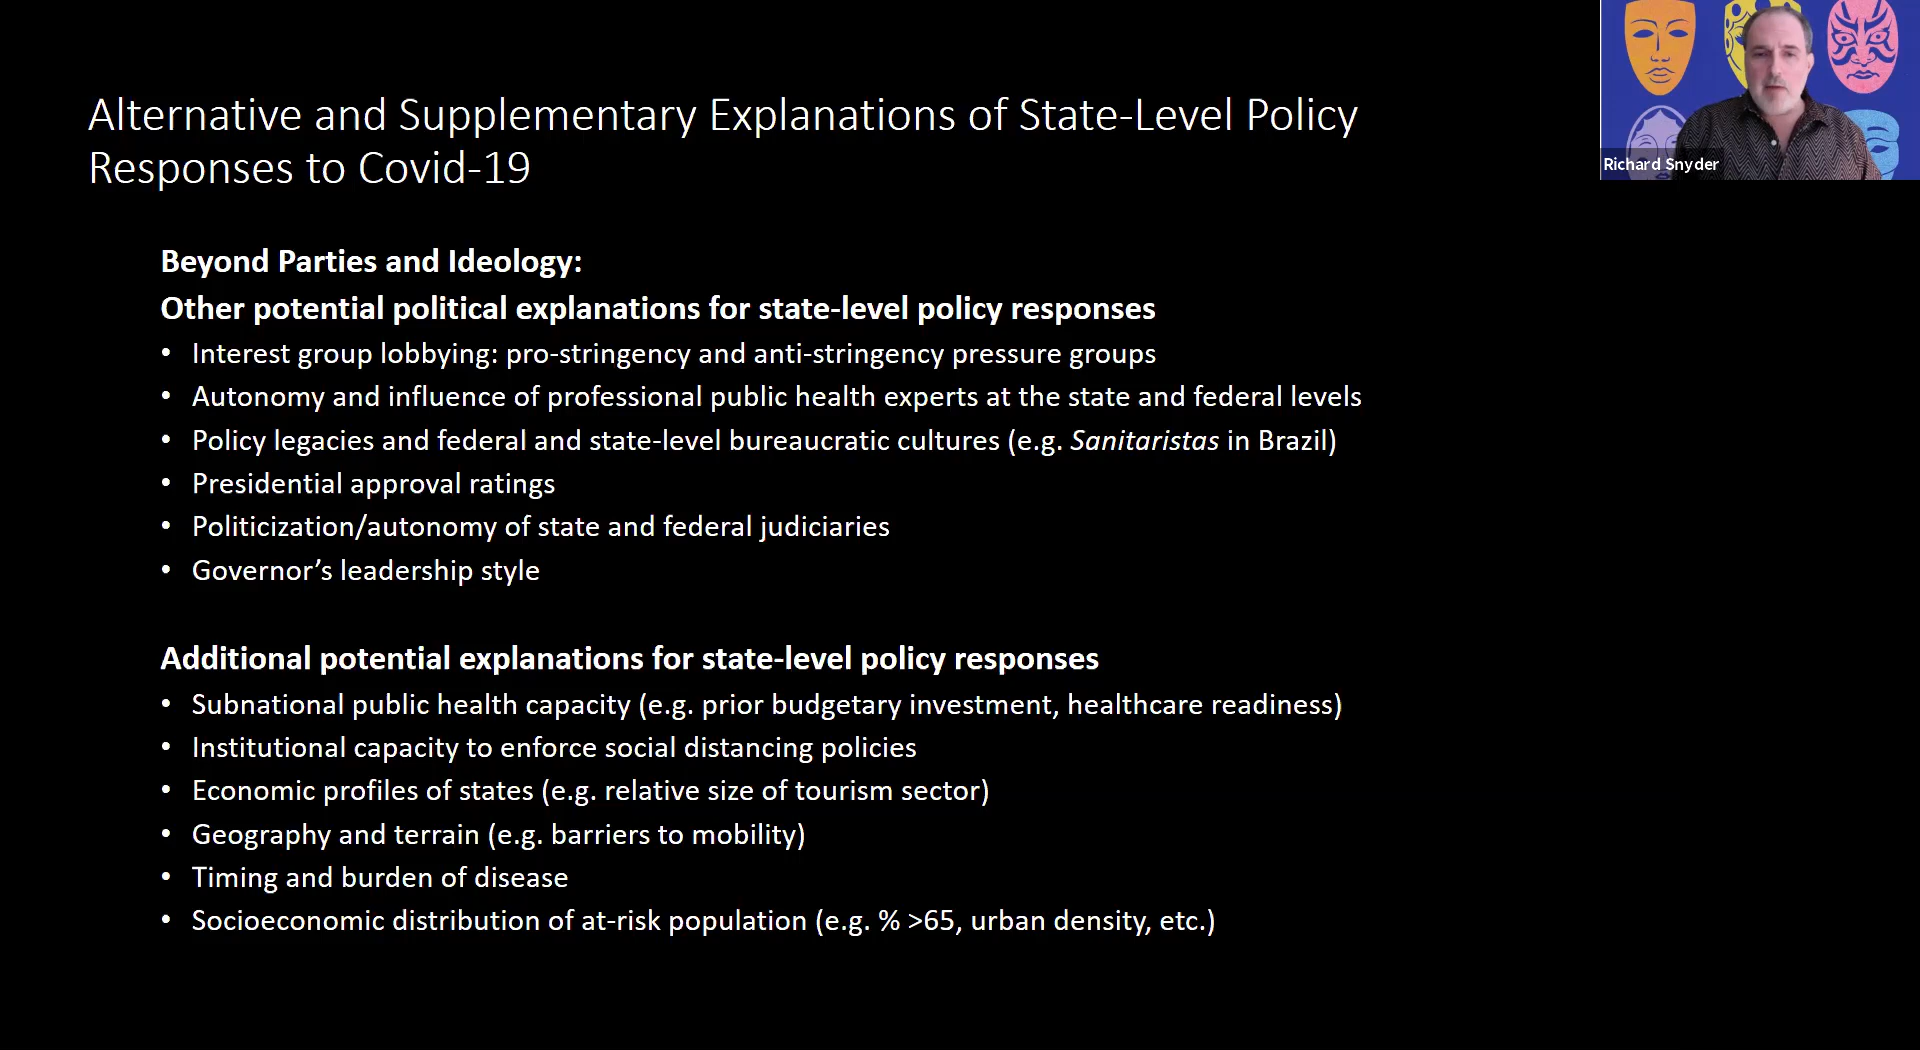 Alternative and Supplementary Explanations of State-Level Policy
Responses to Covid-19
Richard Snyder
Beyond Parties and Ideology:
Other potential political explanations for state-level policy responses
• Interest group lobbying: pro-stringency and anti-stringency pressure groups
• Autonomy and influence of professional public health experts at the state and federal levels
• Policy legacies and federal and state-level bureaucratic cultures (e.g. Sanitaristas in Brazil)
• Presidential approval ratings
• Politicization/autonomy of state and federal judiciaries
• Governor’s leadership style
Additional potential explanations for state-level policy responses
• Subnational public health capacity (e.g. prior budgetary investment, healthcare readiness)
• Institutional capacity to enforce social distancing policies
• Economic profiles of states (e.g. relative size of tourism sector)
• Geography and terrain (e.g. barriers to mobility)
• Timing and burden of disease
• Socioeconomic distribution of at-risk population (e.g. % >65, urban density, etc.)